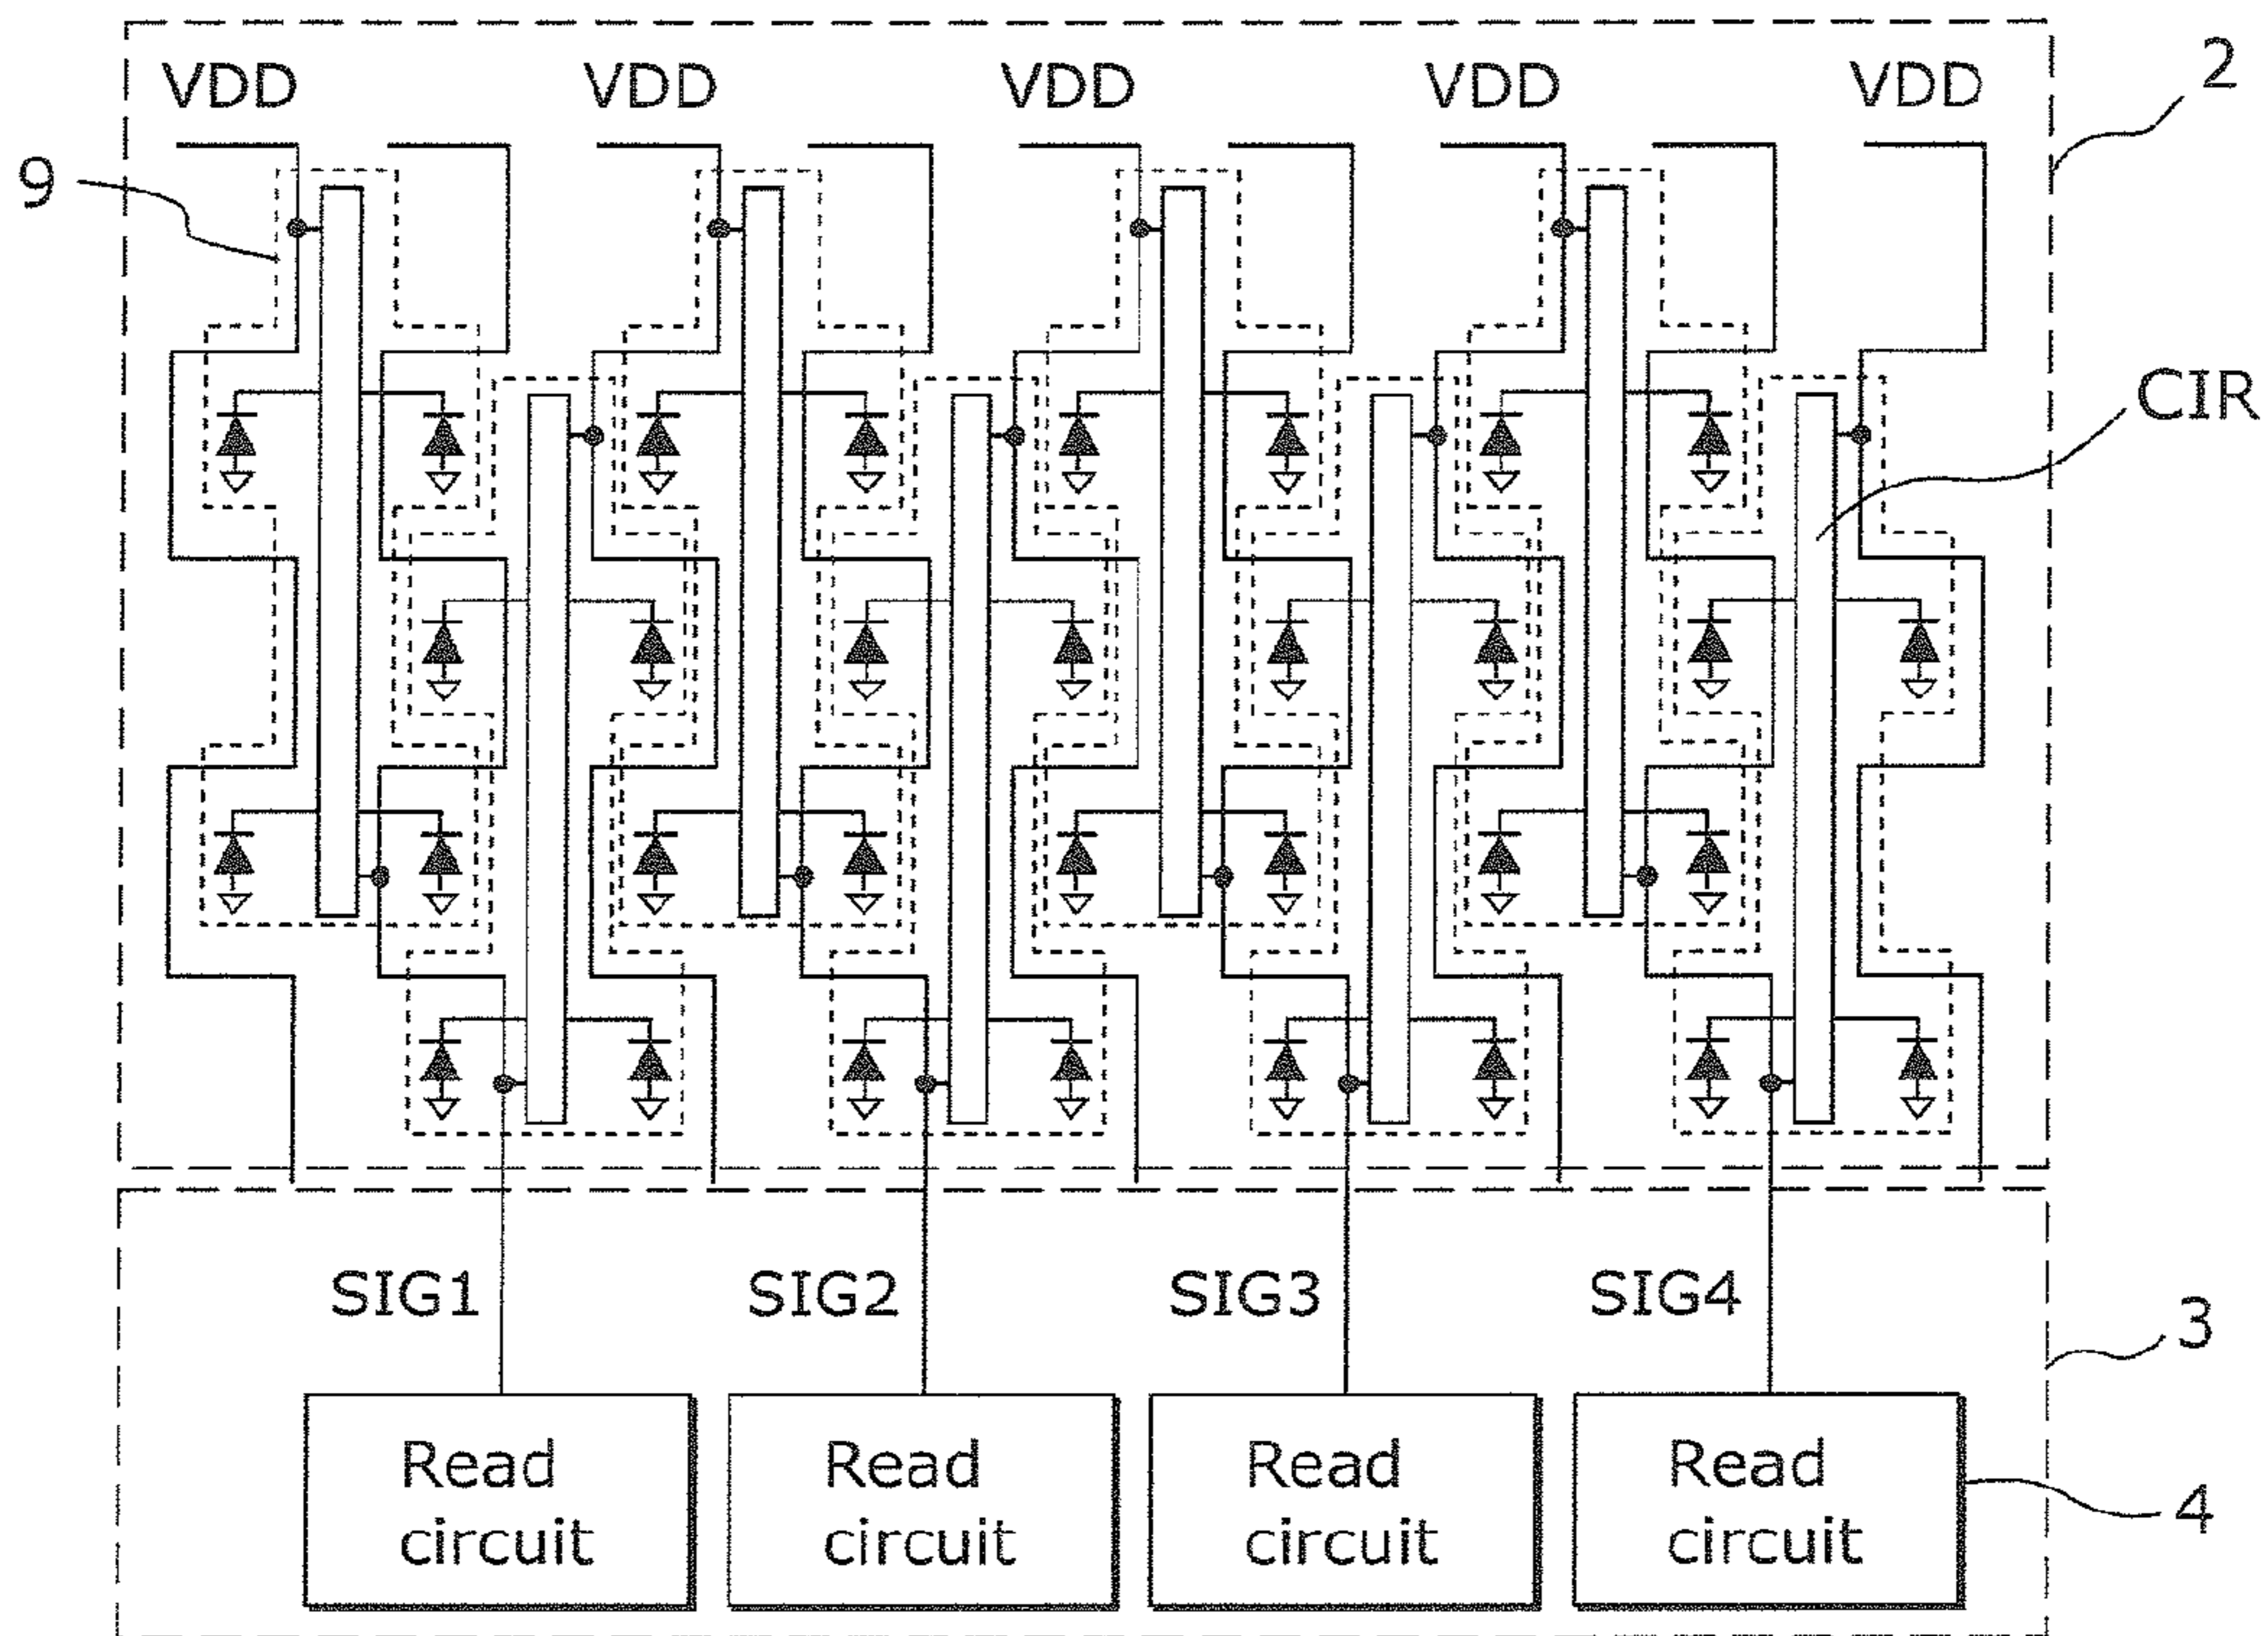 VDD VDD VDD VDD VDD
2
9
CIR
SIG1 SIG2 SIG3 SIG4
3
Read circuit
Read circuit
Read circuit
Read circuit
4